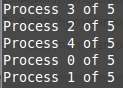 Process 3 of 5
Process 2 of 5
Process 4 of 5
Process 0 of 5
Process 1 of 5